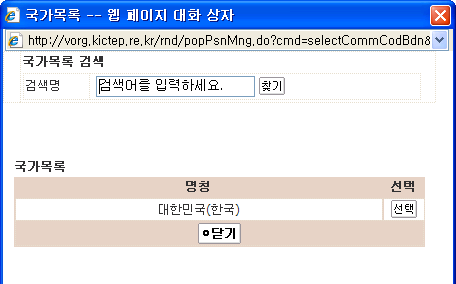 국가목록 -- 웹 페이지 대화 상자
http://vorg.kictep.re.kr/rnd/popPsnMng.do?cmd=selectCommCodBdn&
국가목록 검색
검색명 검색어를 입력하세요. 찾기
국가목록
명칭 선택
대한민국(한국) 선택
닫기